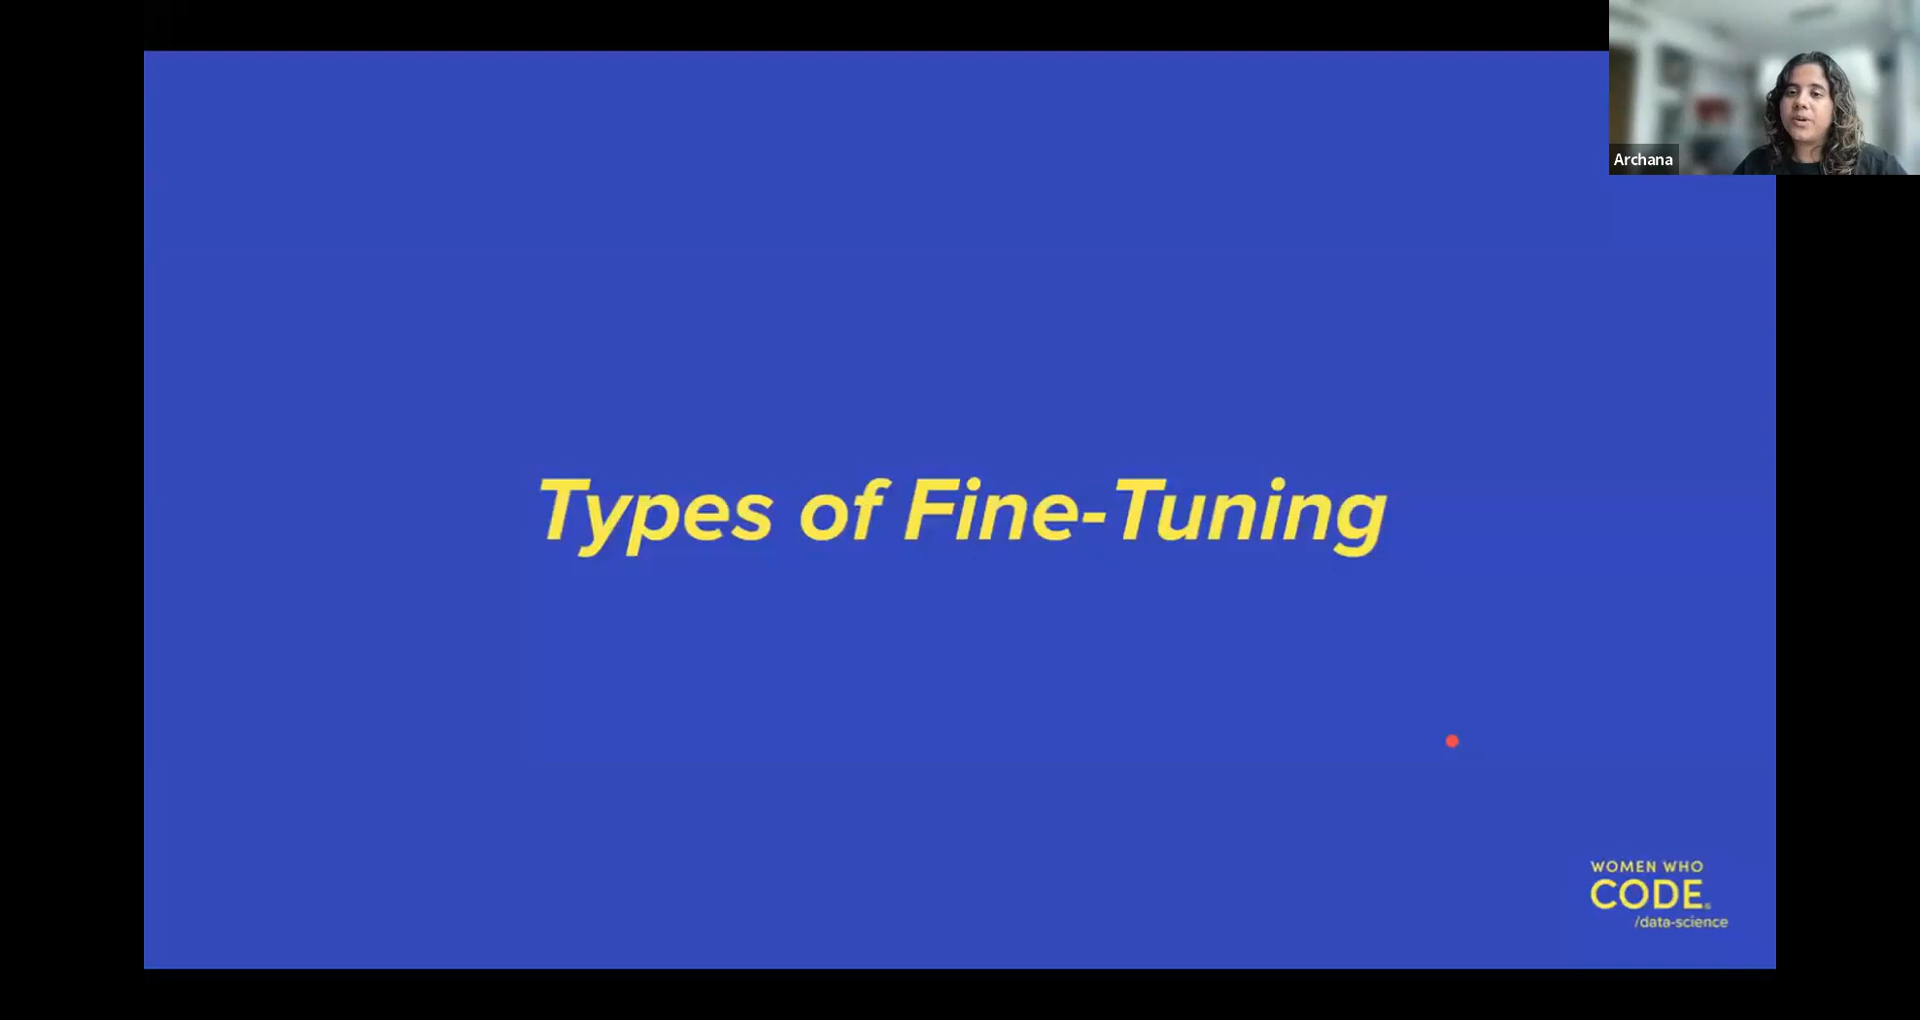 Archana
Types of Fine-Tuning
WOMEN WHO
CODE
/data-science